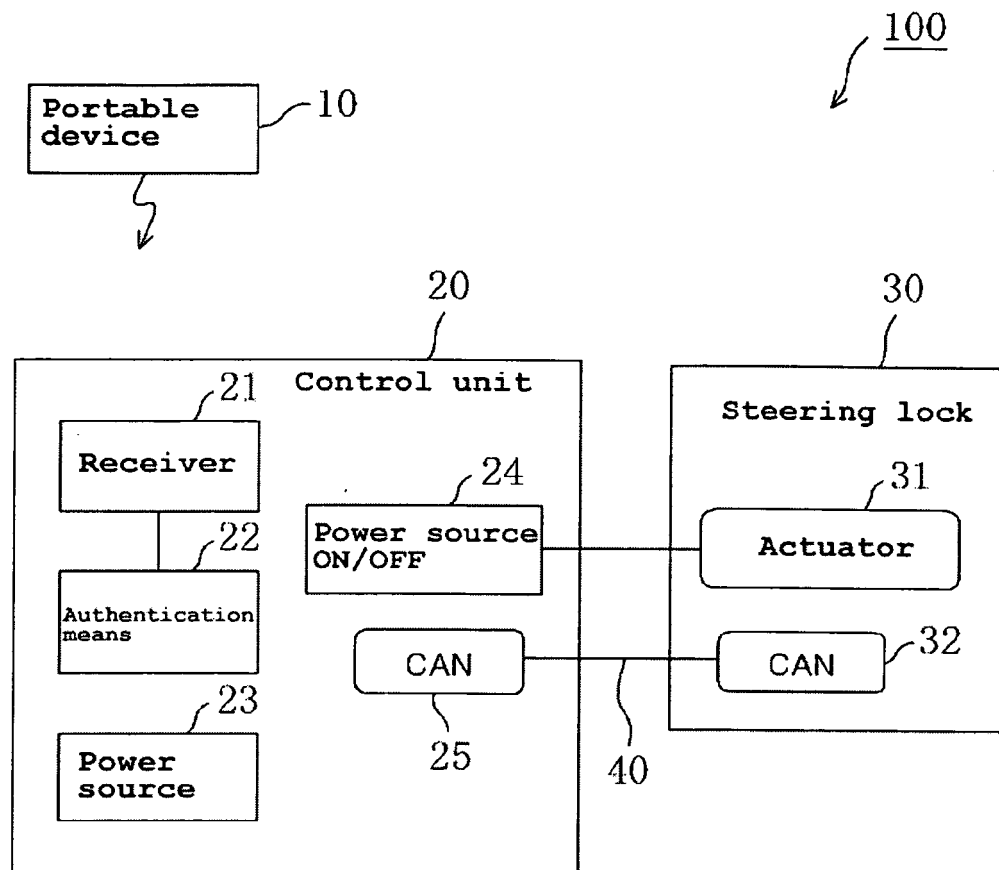 100
Portable
device
10
20
30
Control unit
21
Receiver
Steering lock
24
Power source
ON/OFF
31
Actuator
22
Authentication
means
CAN
25
40
CAN
32
23
Power
source